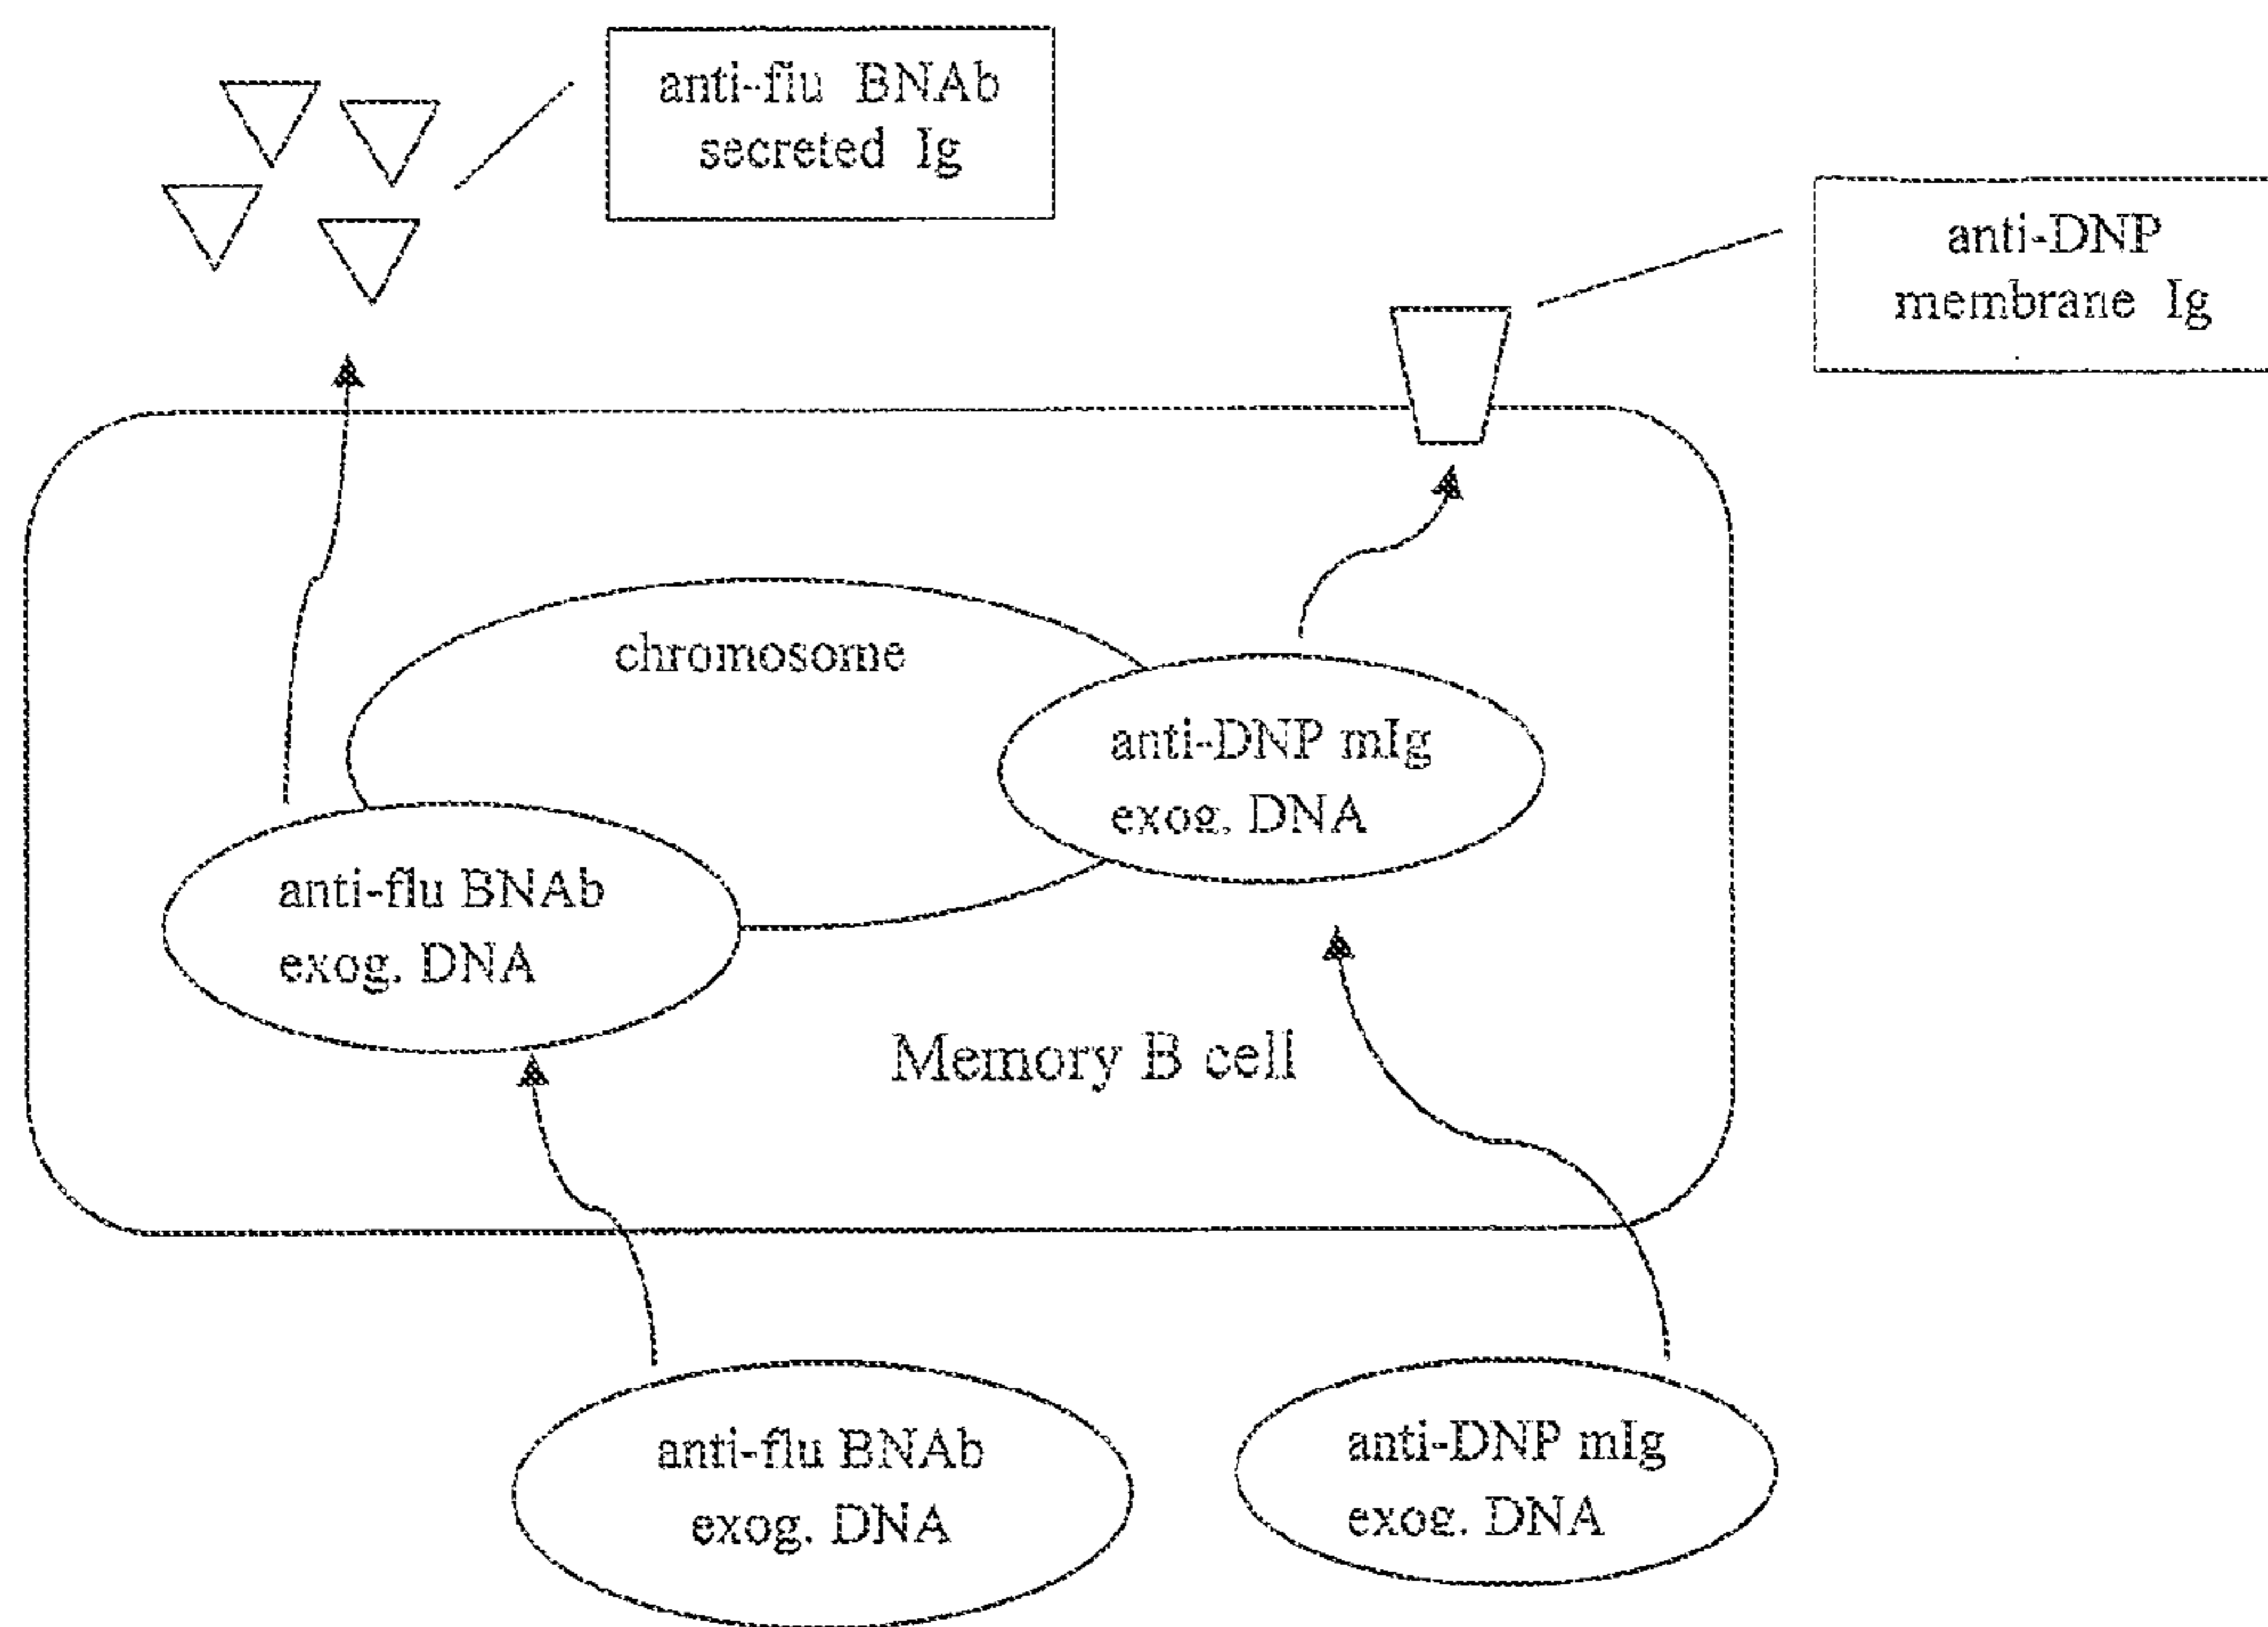 anti-flu BNAb
secreted Ig
anti-DNP
membrane Ig
chromosome
anti-DNP mIg
exog. DNA
anti-flu BNAb
exog. DNA
Memory B cell
anti-flu BNAb
exog. DNA
anti-DNP mIg
exog. DNA